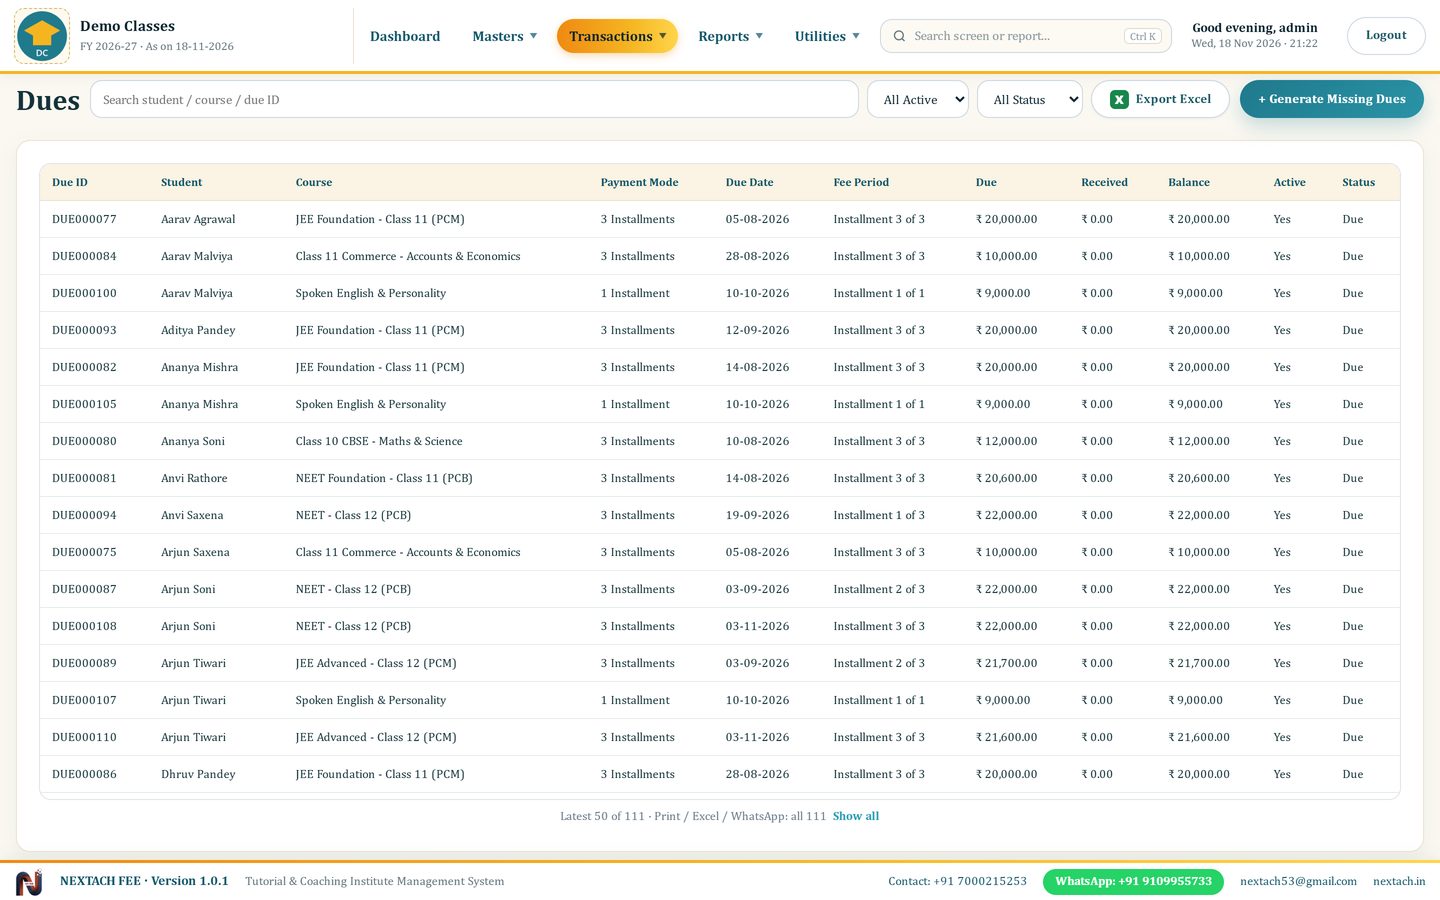 DC
Demo Classes
FY 2026-27 · As on 18-11-2026
Dashboard Masters Transactions Reports Utilities
Search screen or report... Ctrl K
Good evening, admin
Wed, 18 Nov 2026 · 21:22
Logout
Dues Search student / course / due ID All Active All Status X Export Excel + Generate Missing Dues
Due ID Student Course Payment Mode Due Date Fee Period Due Received Balance Active Status
DUE000077 Aarav Agrawal JEE Foundation - Class 11 (PCM) 3 Installments 05-08-2026 Installment 3 of 3 ₹ 20,000.00 ₹ 0.00 ₹ 20,000.00 Yes Due
DUE000084 Aarav Malviya Class 11 Commerce - Accounts & Economics 3 Installments 28-08-2026 Installment 3 of 3 ₹ 10,000.00 ₹ 0.00 ₹ 10,000.00 Yes Due
DUE000100 Aarav Malviya Spoken English & Personality 1 Installment 10-10-2026 Installment 1 of 1 ₹ 9,000.00 ₹ 0.00 ₹ 9,000.00 Yes Due
DUE000093 Aditya Pandey JEE Foundation - Class 11 (PCM) 3 Installments 12-09-2026 Installment 3 of 3 ₹ 20,000.00 ₹ 0.00 ₹ 20,000.00 Yes Due
DUE000082 Ananya Mishra JEE Foundation - Class 11 (PCM) 3 Installments 14-08-2026 Installment 3 of 3 ₹ 20,000.00 ₹ 0.00 ₹ 20,000.00 Yes Due
DUE000105 Ananya Mishra Spoken English & Personality 1 Installment 10-10-2026 Installment 1 of 1 ₹ 9,000.00 ₹ 0.00 ₹ 9,000.00 Yes Due
DUE000080 Ananya Soni Class 10 CBSE - Maths & Science 3 Installments 10-08-2026 Installment 3 of 3 ₹ 12,000.00 ₹ 0.00 ₹ 12,000.00 Yes Due
DUE000081 Anvi Rathore NEET Foundation - Class 11 (PCB) 3 Installments 14-08-2026 Installment 3 of 3 ₹ 20,600.00 ₹ 0.00 ₹ 20,600.00 Yes Due
DUE000094 Anvi Saxena NEET - Class 12 (PCB) 3 Installments 19-09-2026 Installment 1 of 3 ₹ 22,000.00 ₹ 0.00 ₹ 22,000.00 Yes Due
DUE000075 Arjun Saxena Class 11 Commerce - Accounts & Economics 3 Installments 05-08-2026 Installment 3 of 3 ₹ 10,000.00 ₹ 0.00 ₹ 10,000.00 Yes Due
DUE000087 Arjun Soni NEET - Class 12 (PCB) 3 Installments 03-09-2026 Installment 2 of 3 ₹ 22,000.00 ₹ 0.00 ₹ 22,000.00 Yes Due
DUE000108 Arjun Soni NEET - Class 12 (PCB) 3 Installments 03-11-2026 Installment 3 of 3 ₹ 22,000.00 ₹ 0.00 ₹ 22,000.00 Yes Due
DUE000089 Arjun Tiwari JEE Advanced - Class 12 (PCM) 3 Installments 03-09-2026 Installment 2 of 3 ₹ 21,700.00 ₹ 0.00 ₹ 21,700.00 Yes Due
DUE000107 Arjun Tiwari Spoken English & Personality 1 Installment 10-10-2026 Installment 1 of 1 ₹ 9,000.00 ₹ 0.00 ₹ 9,000.00 Yes Due
DUE000110 Arjun Tiwari JEE Advanced - Class 12 (PCM) 3 Installments 03-11-2026 Installment 3 of 3 ₹ 21,600.00 ₹ 0.00 ₹ 21,600.00 Yes Due
DUE000086 Dhruv Pandey JEE Foundation - Class 11 (PCM) 3 Installments 28-08-2026 Installment 3 of 3 ₹ 20,000.00 ₹ 0.00 ₹ 20,000.00 Yes Due
Latest 50 of 111 · Print / Excel / WhatsApp: all 111 Show all
N NEXTACH FEE · Version 1.0.1 Tutorial & Coaching Institute Management System Contact: +91 7000215253 WhatsApp: +91 9109955733 nextach53@gmail.com nextach.in